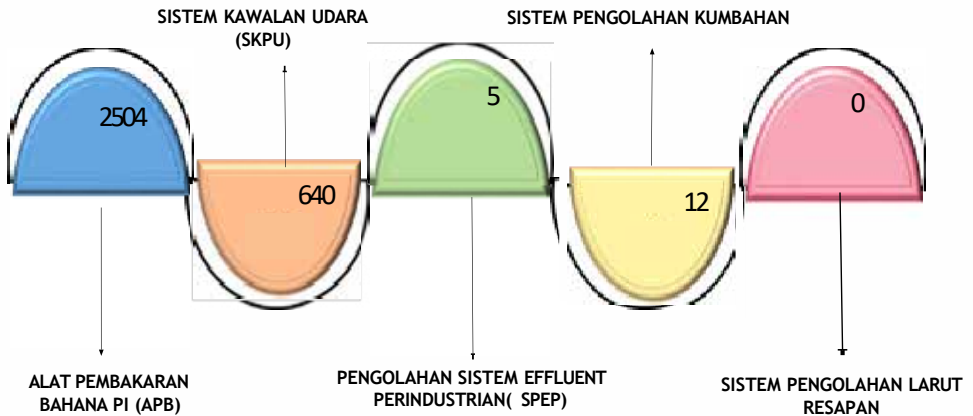 SISTEM KAWALAN UDARA
(SKPU)
SISTEM PENGOLAHAN KUMBAHAN
2504
640
5
12
0
ALAT PEMBAKARAN
BAHANA PI (APB)
PENGOLAHAN SISTEM EFFLUENT
PERINDUSTRIAN( SPEP)
SISTEM PENGOLAHAN LARUT
RESAPAN